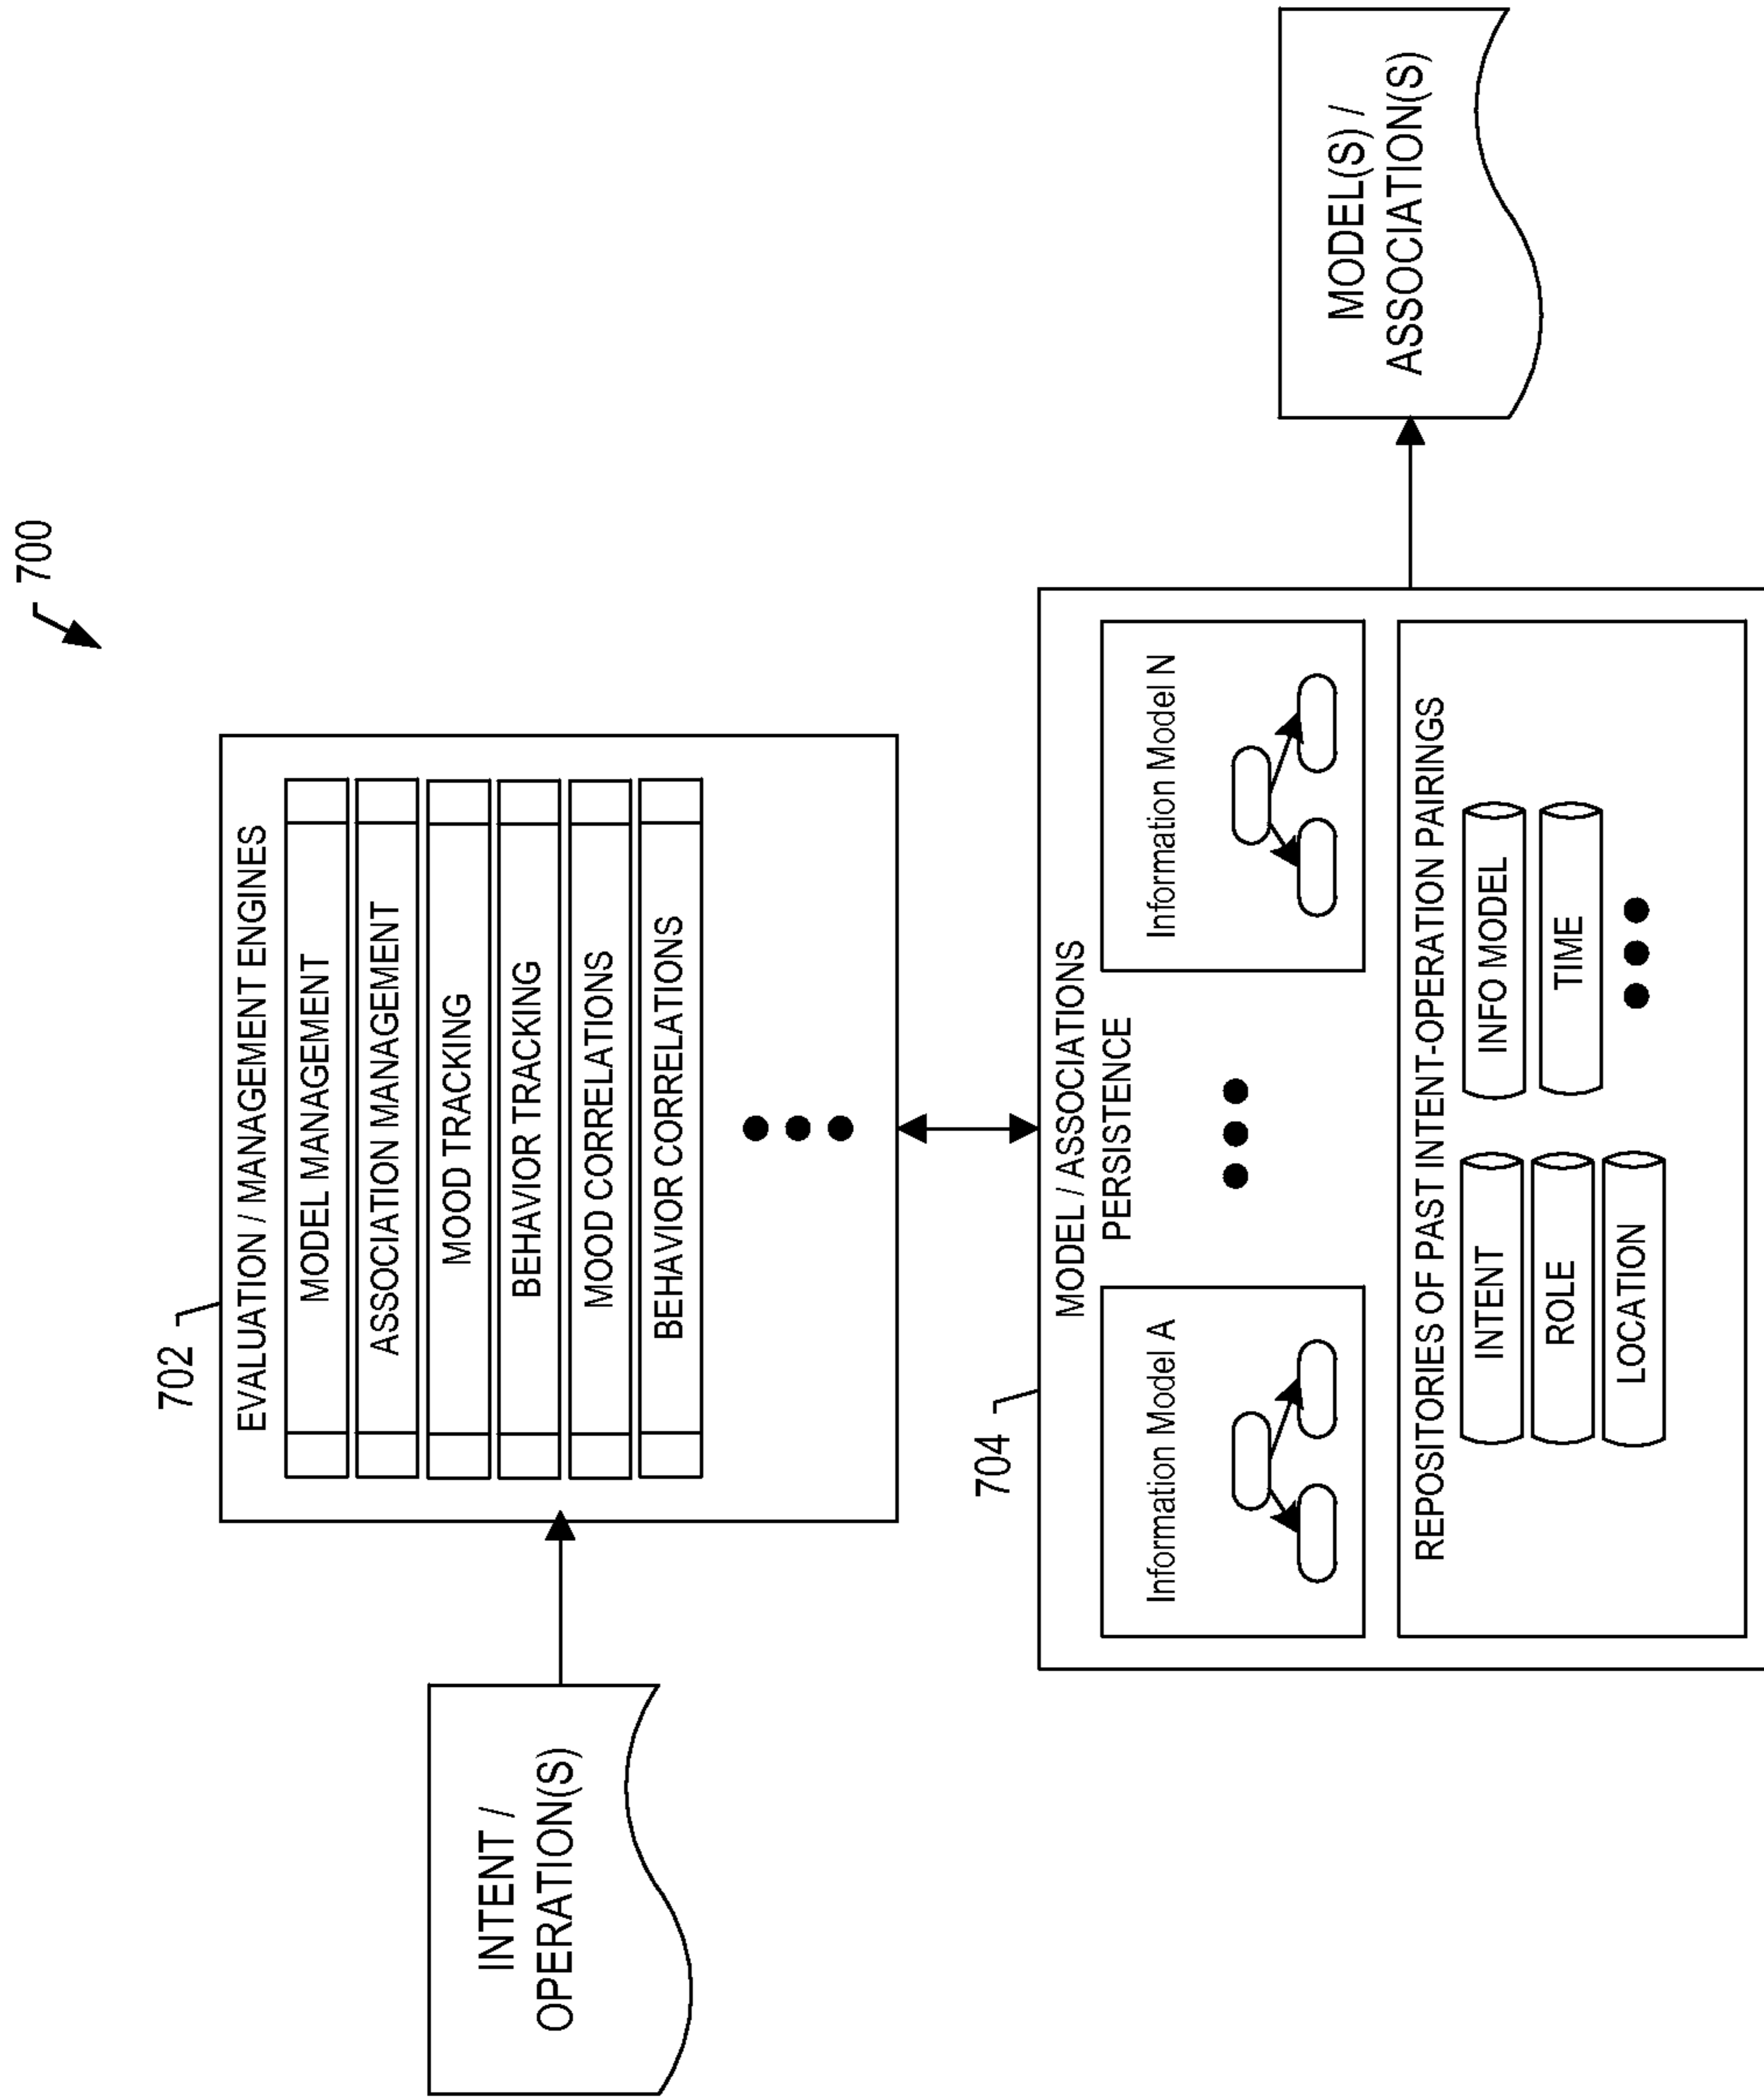 700
702
EVALUATION / MANAGEMENT ENGINES
MODEL MANAGEMENT
ASSOCIATION MANAGEMENT
MOOD TRACKING
BEHAVIOR TRACKING
MOOD CORRELATIONS
BEHAVIOR CORRELATIONS
INTENT /
OPERATION(S)
704
MODEL / ASSOCIATIONS
PERSISTENCE
Information Model A
Information Model N
REPOSITORIES OF PAST INTENT-OPERATION PAIRINGS
INTENT
ROLE
LOCATION
INFO MODEL
TIME
MODEL(S) /
ASSOCIATION(S)